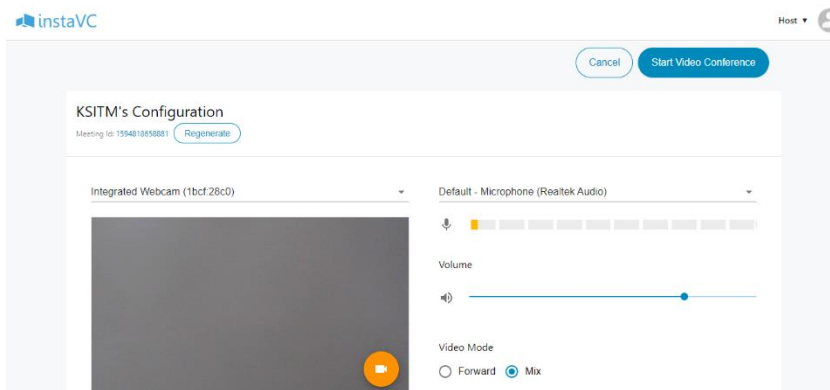 instaVC
Host
Cancel
Start Video Conference
KSITM's Configuration
Meeting Id: 1594818658881
Regenerate
Integrated Webcam (1bcf:28c0)
Default - Microphone (Realtek Audio)
Volume
Video Mode
Forward
Mix